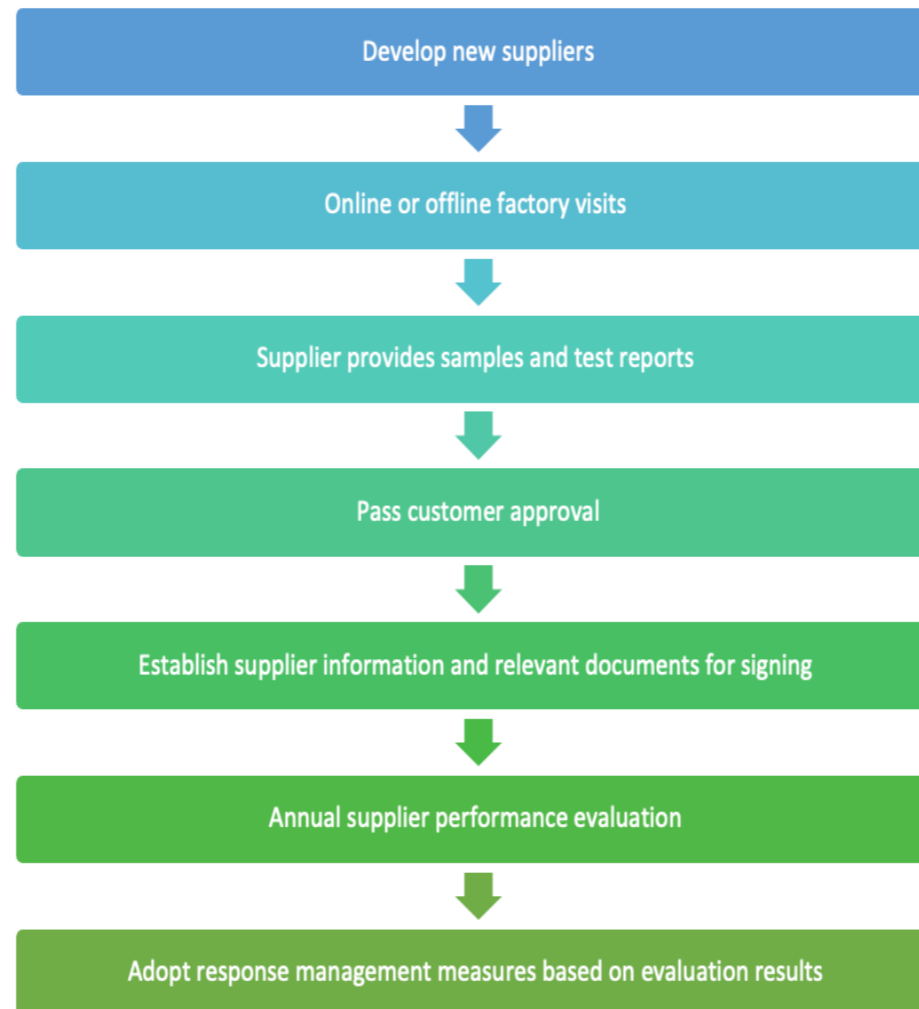 Develop new suppliers
Online or offline factory visits
Supplier provides samples and test reports
Pass customer approval
Establish supplier information and relevant documents for signing
Annual supplier performance evaluation
Adopt response management measures based on evaluation results